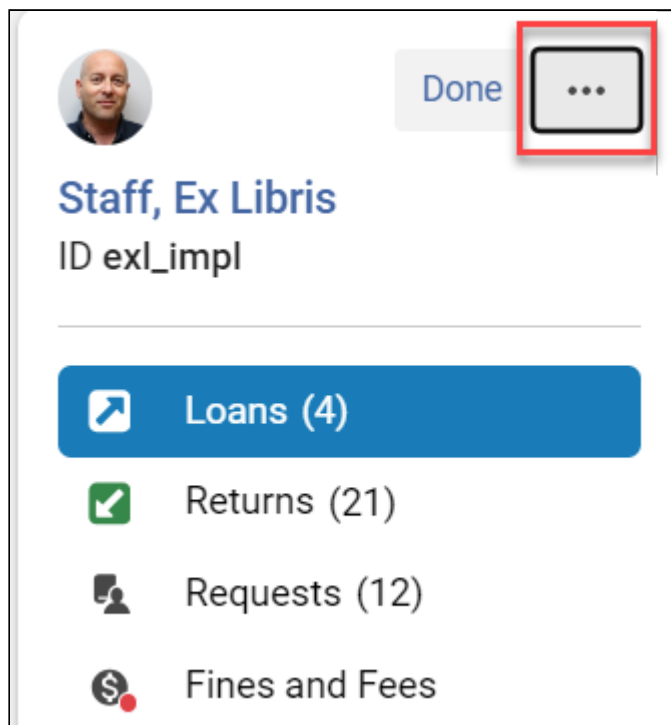 Done ...
Staff, Ex Libris
ID exl_impl
Loans (4)
Returns (21)
Requests (12)
Fines and Fees